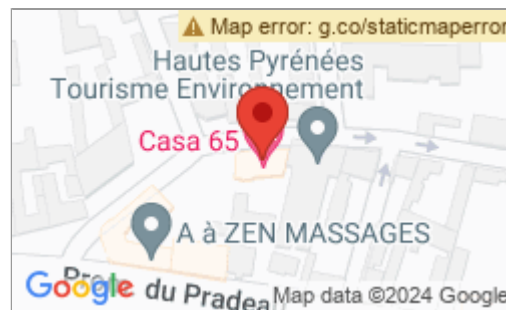 Map error: g.co/staticmaperror
Hautes Pyrénées
Tourisme Environnement
Casa 65
A à ZEN MASSAGES
du Pradea
Google
Map data ©2024 Google